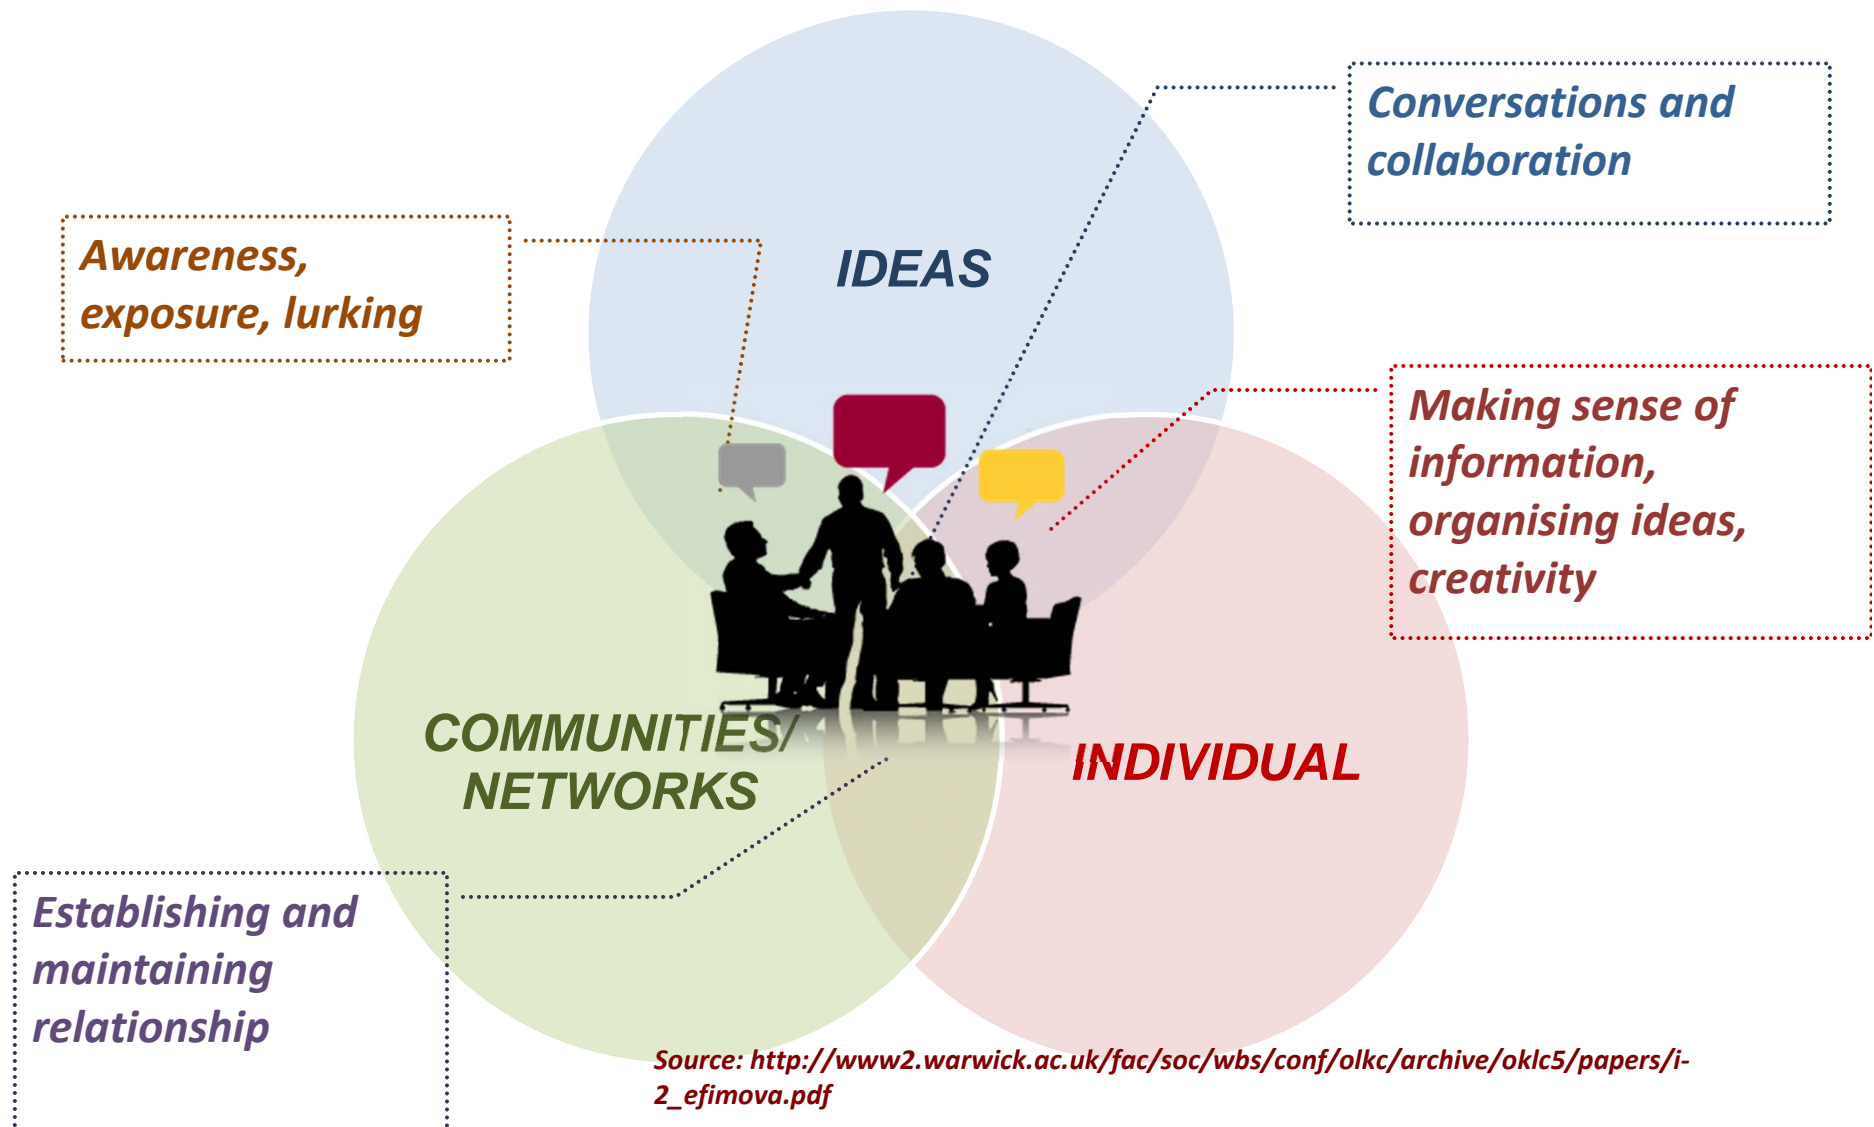 Conversations and
collaboration
Awareness,
exposure, lurking
IDEAS
Making sense of
information,
organising ideas,
creativity
COMMUNITIES/
NETWORKS
INDIVIDUAL
Establishing and
maintaining
relationship
Source: http://www2.warwick.ac.uk/fac/soc/wbs/conf/olkc/archive/oklc5/papers/i-
2_efimova.pdf